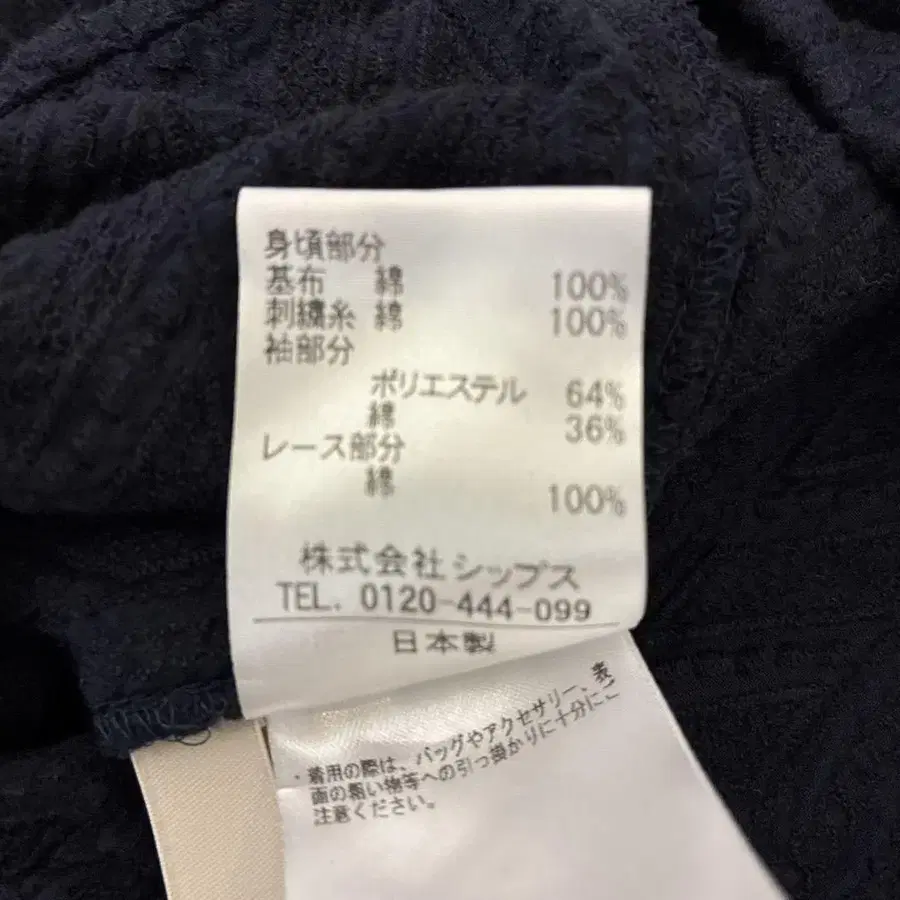 身頃部分
基布 綿 100%
刺繍糸 綿 100%
袖部分
ポリエステル 64%
綿 36%
レース部分
綿 100%
株式会社 シップス
TEL. 0120-444-099
日本製
・着用の際は、バッグやアクセサリー、表
面の粗い物等への引っ掛かりに十分にご
注意ください。